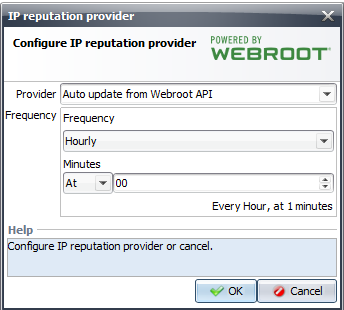 IP reputation provider
Configure IP reputation provider
POWERED BY
WEBROOT
Provider Auto update from Webroot API
Frequency Frequency
Hourly
Minutes
At 00
Every Hour, at 1 minutes
Help
Configure IP reputation provider or cancel.
OK Cancel